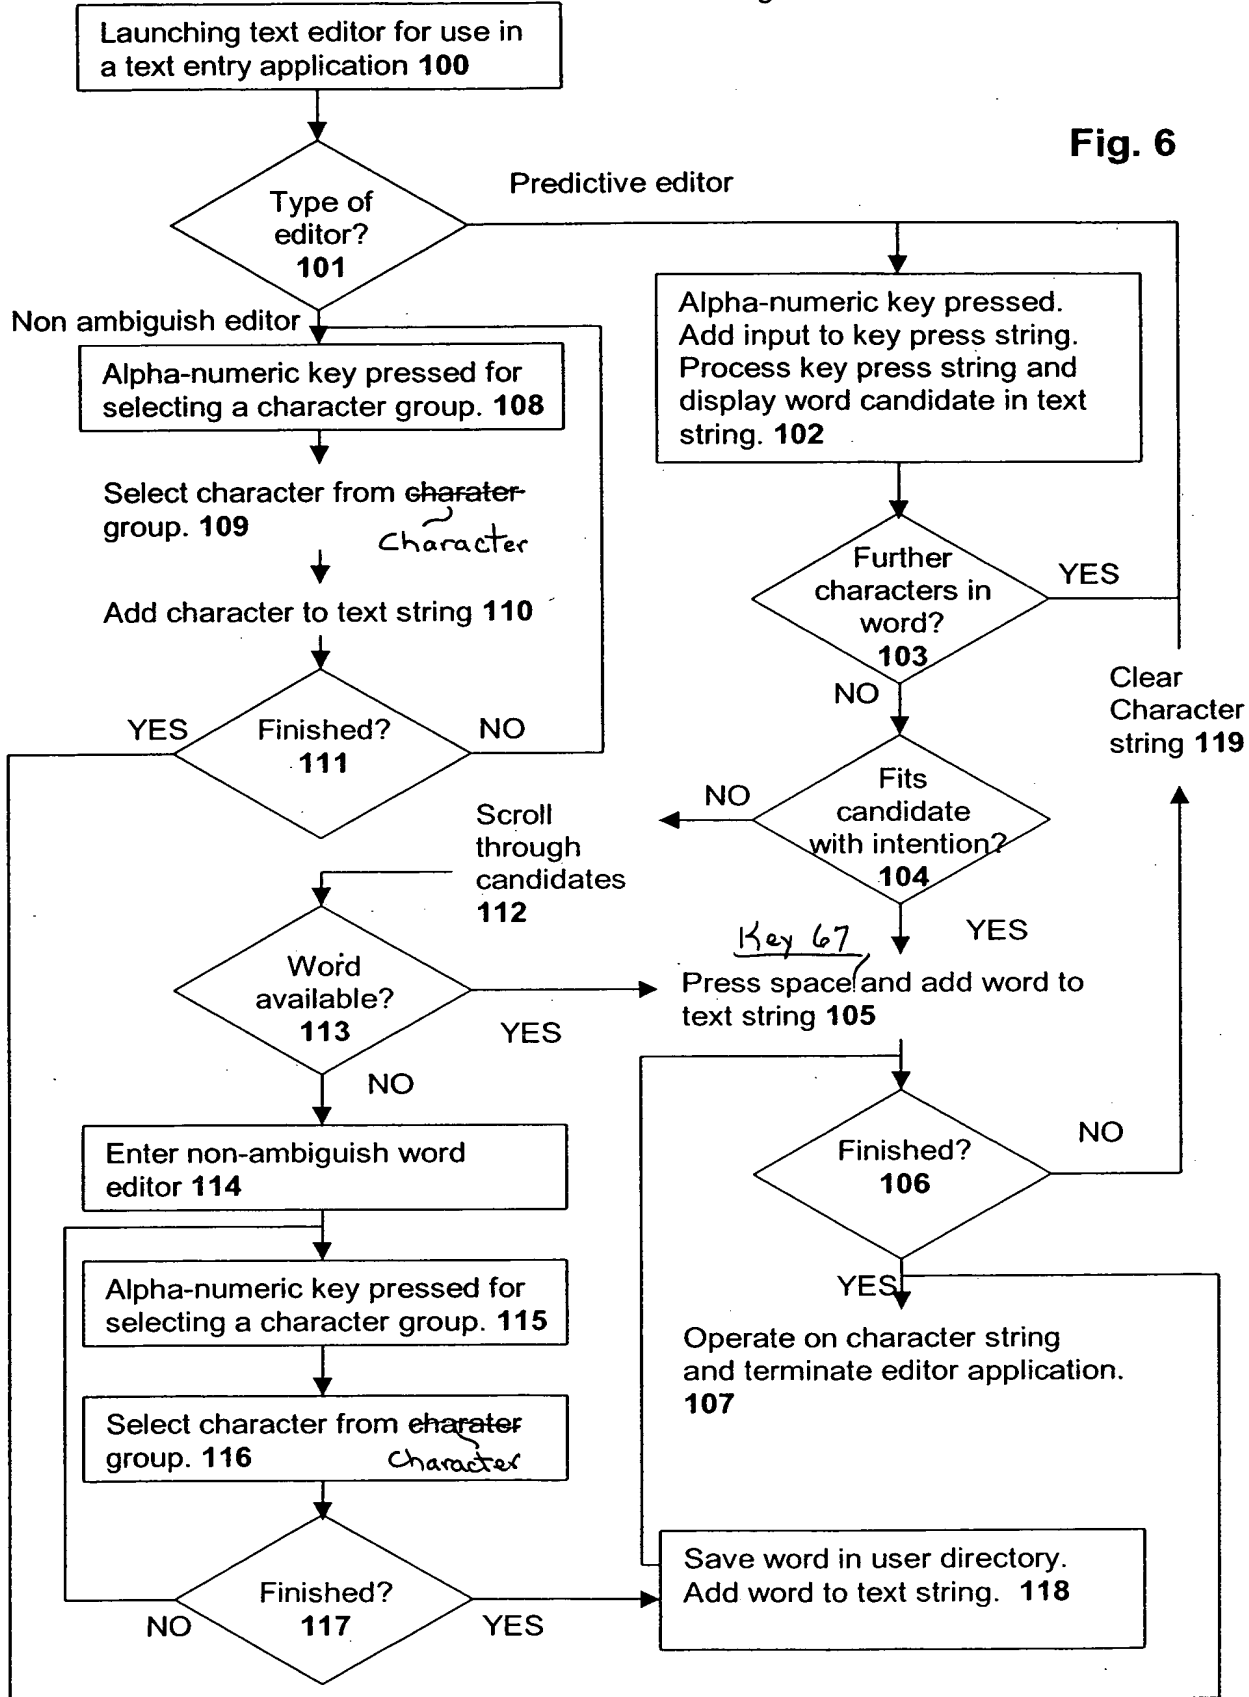 Launching text editor for use in
a text entry application 100
Fig. 6
Type of
editor?
101
Predictive editor
Non ambiguish editor
Alpha-numeric key pressed for
selecting a character group. 108
Select character from charater
group. 109
Character
Add character to text string 110
Finished?
111
YES
NO
Alpha-numeric key pressed.
Add input to key press string.
Process key press string and
display word candidate in text
string. 102
Further
characters in
word?
103
YES
NO
Clear
Character
string 119
Fits
candidate
with intention?
104
NO
YES
Scroll
through
candidates
112
Word
available?
113
YES
NO
Key 67
Press space and add word to
text string 105
Finished?
106
NO
YES
Operate on character string
and terminate editor application.
107
Enter non-ambiguish word
editor 114
Alpha-numeric key pressed for
selecting a character group. 115
Select character from charater
group. 116
Character
Finished?
117
NO
YES
Save word in user directory.
Add word to text string. 118